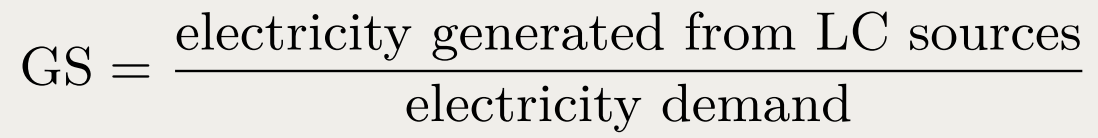 electricity generated from LC sources
GS =
electricity demand